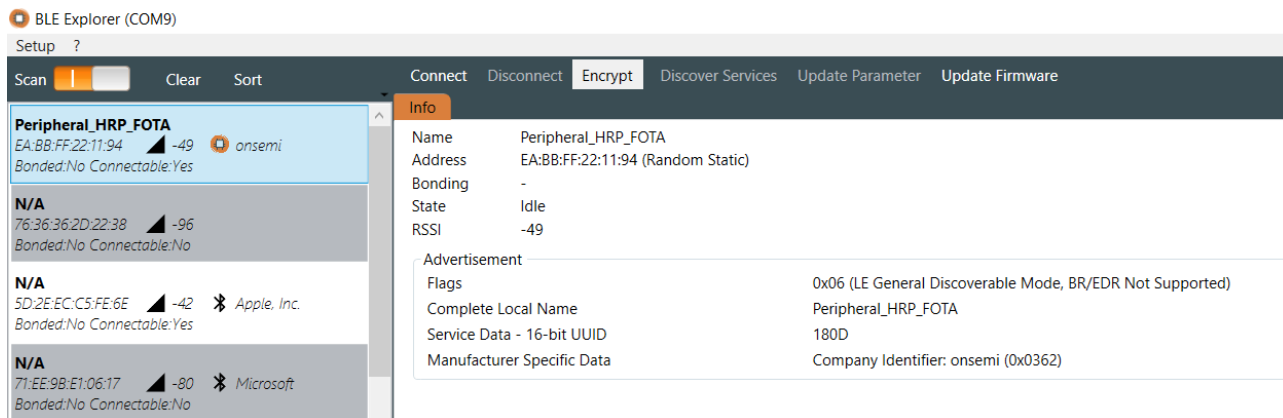 BLE Explorer (COM9)
Setup ?
Scan Clear Sort
Connect Disconnect Encrypt Discover Services Update Parameter Update Firmware
Peripheral_HRP_FOTA
EA:BB:FF:22:11:94 -49 onsemi
Bonded:No Connectable:Yes
N/A
76:36:36:2D:22:38 -96
Bonded:No Connectable:No
N/A
5D:2E:EC:C5:FE:6E -42 Apple, Inc.
Bonded:No Connectable:Yes
N/A
71:EE:9B:E1:06:17 -80 Microsoft
Bonded:No Connectable:No
Info
Name Peripheral_HRP_FOTA
Address EA:BB:FF:22:11:94 (Random Static)
Bonding -
State Idle
RSSI -49
Advertisement
Flags 0x06 (LE General Discoverable Mode, BR/EDR Not Supported)
Complete Local Name Peripheral_HRP_FOTA
Service Data - 16-bit UUID 180D
Manufacturer Specific Data Company Identifier: onsemi (0x0362)